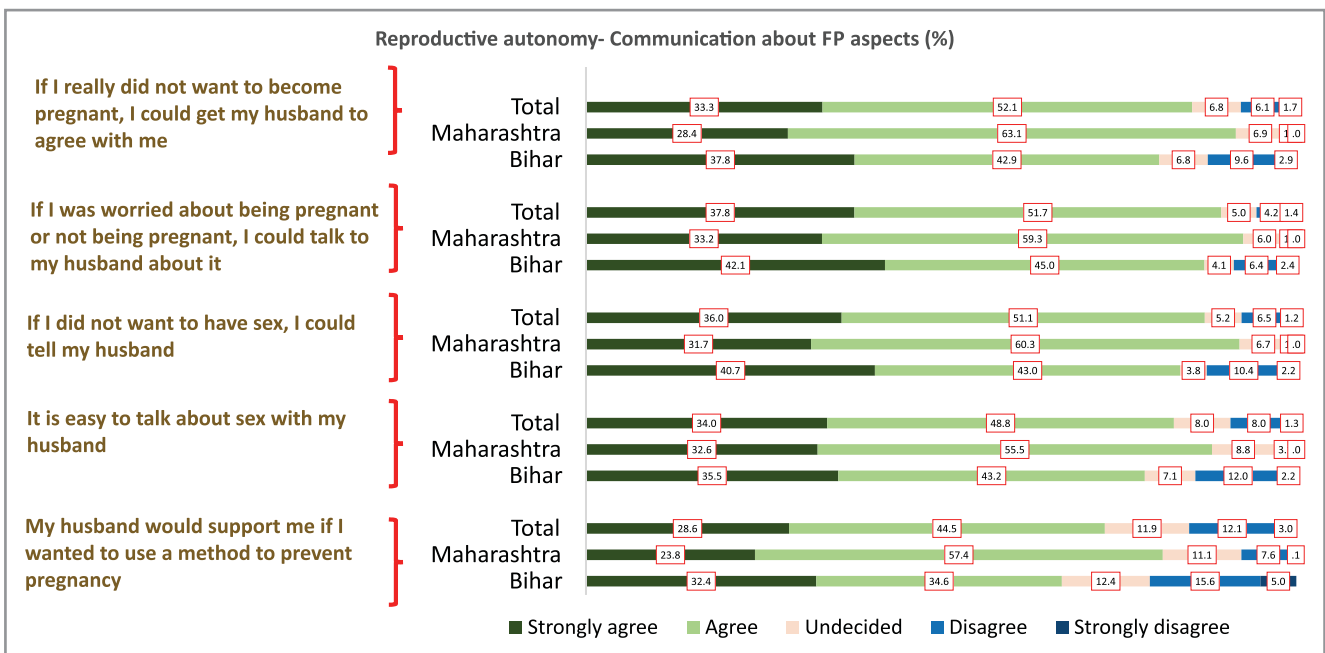 Reproductive autonomy- Communication about FP aspects (%)
If I really did not want to become
pregnant, I could get my husband to
agree with me
Total 33.3 52.1 6.8 6.1 1.7
Maharashtra 28.4 63.1 6.9 .0
Bihar 37.8 42.9 6.8 9.6 2.9
If I was worried about being pregnant
or not being pregnant, I could talk to
my husband about it
Total 37.8 51.7 5.0 4.2 1.4
Maharashtra 33.2 59.3 6.0 .0
Bihar 42.1 45.0 4.1 6.4 2.4
If I did not want to have sex, I could
tell my husband
Total 36.0 51.1 5.2 6.5 1.2
Maharashtra 31.7 60.3 6.7 .0
Bihar 40.7 43.0 3.8 10.4 2.2
It is easy to talk about sex with my
husband
Total 34.0 48.8 8.0 8.0 1.3
Maharashtra 32.6 55.5 8.8 .0
Bihar 35.5 43.2 7.1 12.0 2.2
My husband would support me if I
wanted to use a method to prevent
pregnancy
Total 28.6 44.5 11.9 12.1 3.0
Maharashtra 23.8 57.4 11.1 7.6 .1
Bihar 32.4 34.6 12.4 15.6 5.0
Strongly agree Agree Undecided Disagree Strongly disagree